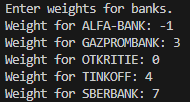 Enter weights for banks.
Weight for ALFA-BANK: -1
Weight for GAZPROMBANK: 3
Weight for OTKRITIE: 0
Weight for TINKOFF: 4
Weight for SBERBANK: 7